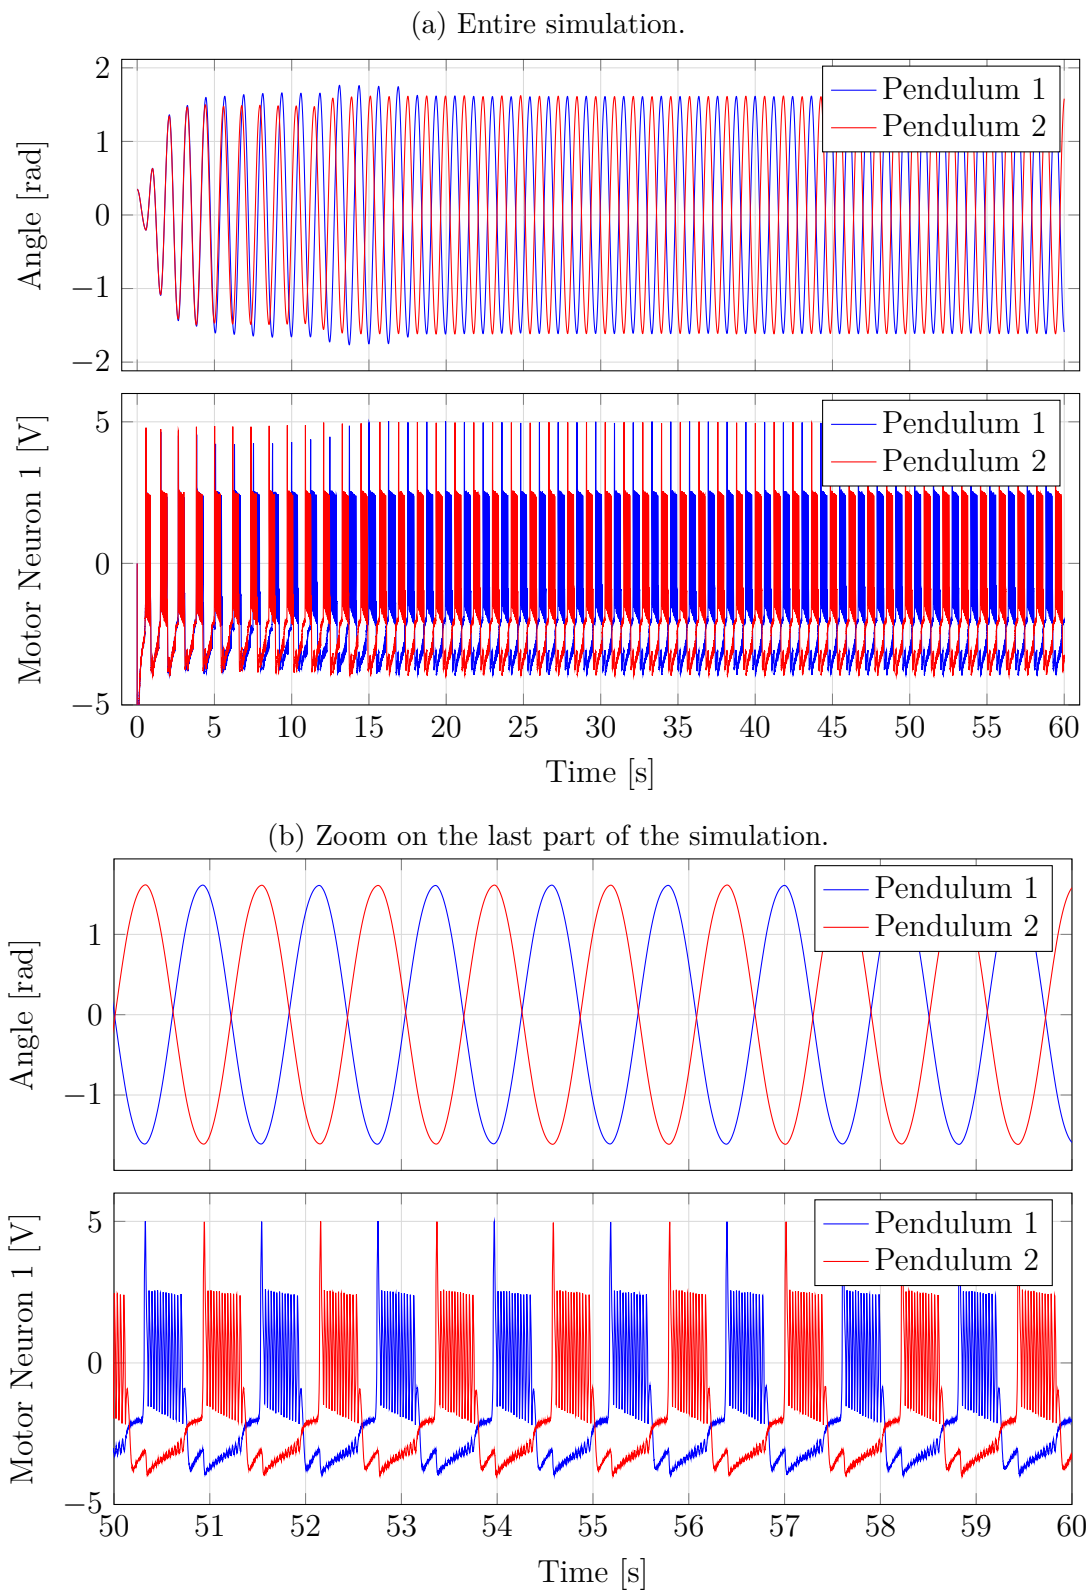 (a) Entire simulation.
2
1
0
−1
−2
Angle [rad]
Pendulum 1
Pendulum 2
5
0
−5
Motor Neuron 1 [V]
Pendulum 1
Pendulum 2
0 5 10 15 20 25 30 35 40 45 50 55 60
Time [s]
(b) Zoom on the last part of the simulation.
1
0
−1
Angle [rad]
Pendulum 1
Pendulum 2
5
0
−5
Motor Neuron 1 [V]
Pendulum 1
Pendulum 2
50 51 52 53 54 55 56 57 58 59 60
Time [s]